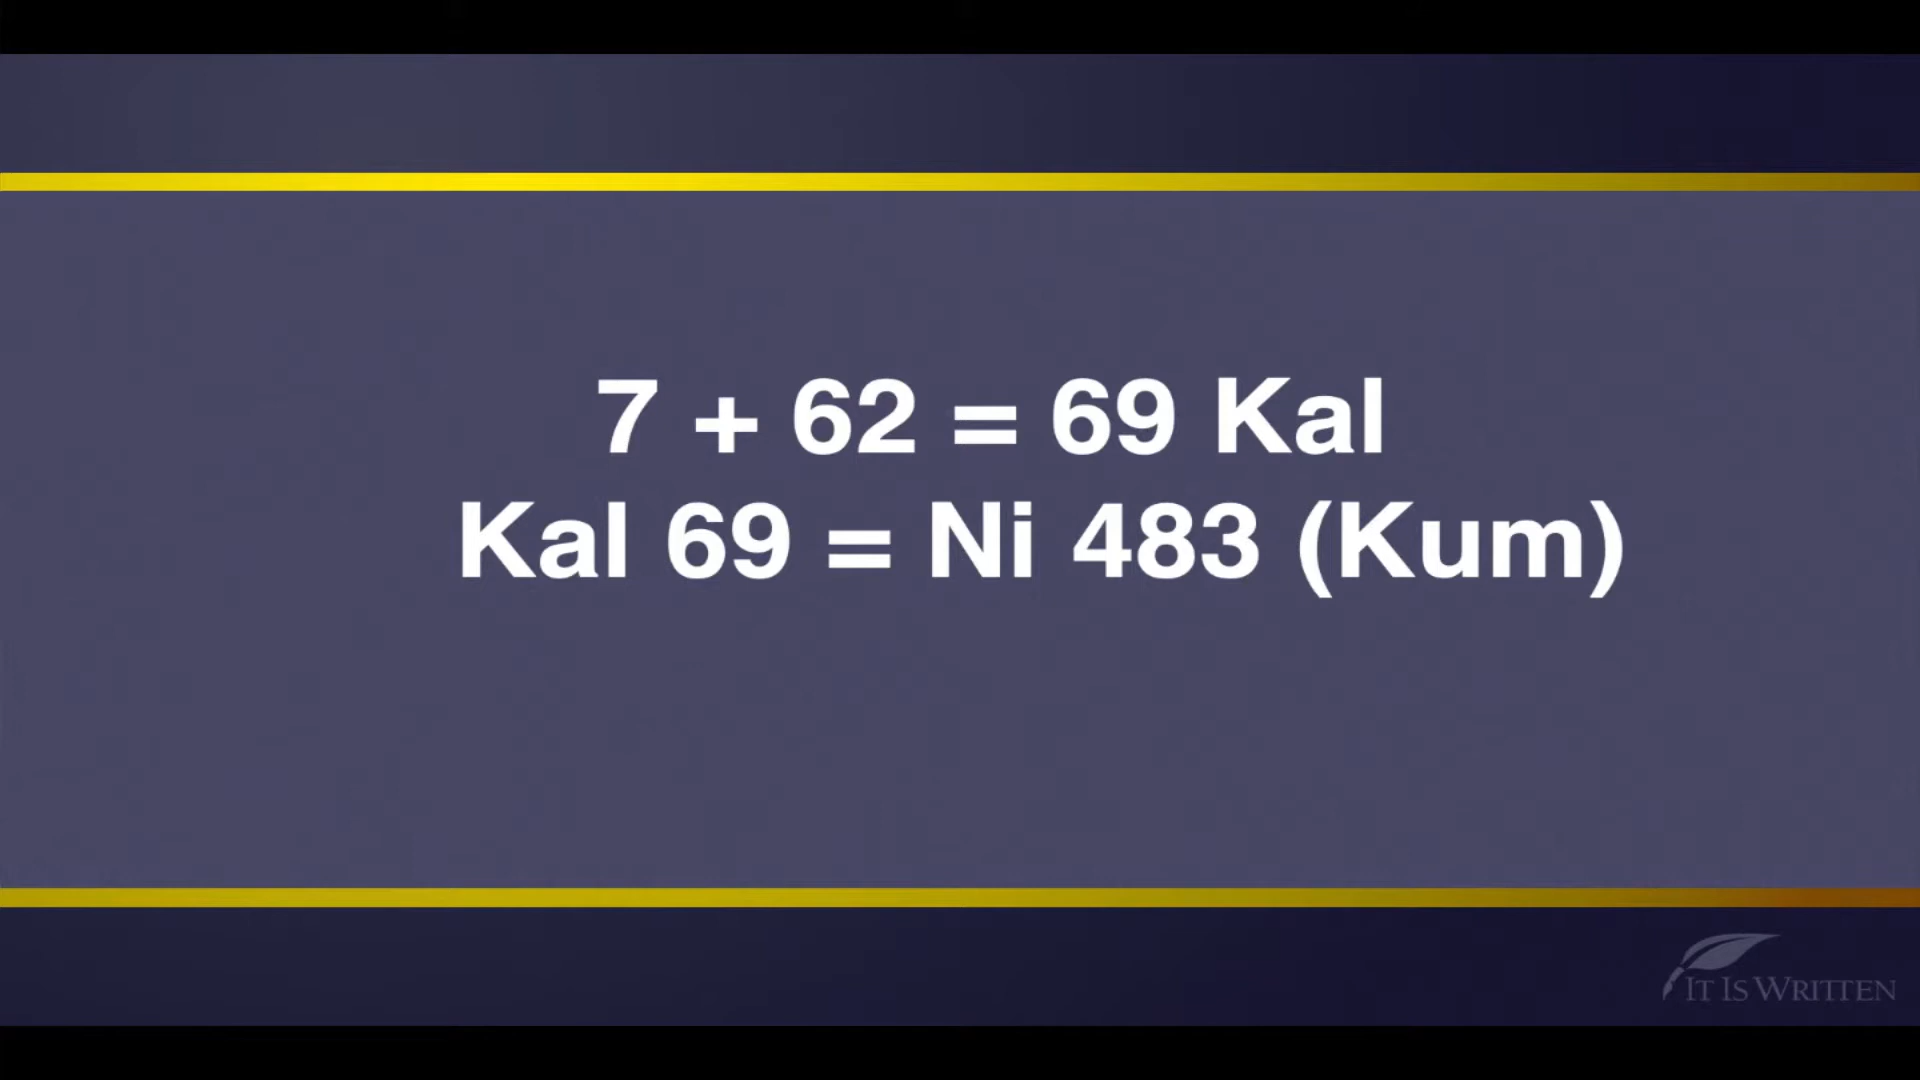 7 + 62 = 69 Kal
Kal 69 = Ni 483 (Kum)
IT IS WRITTEN